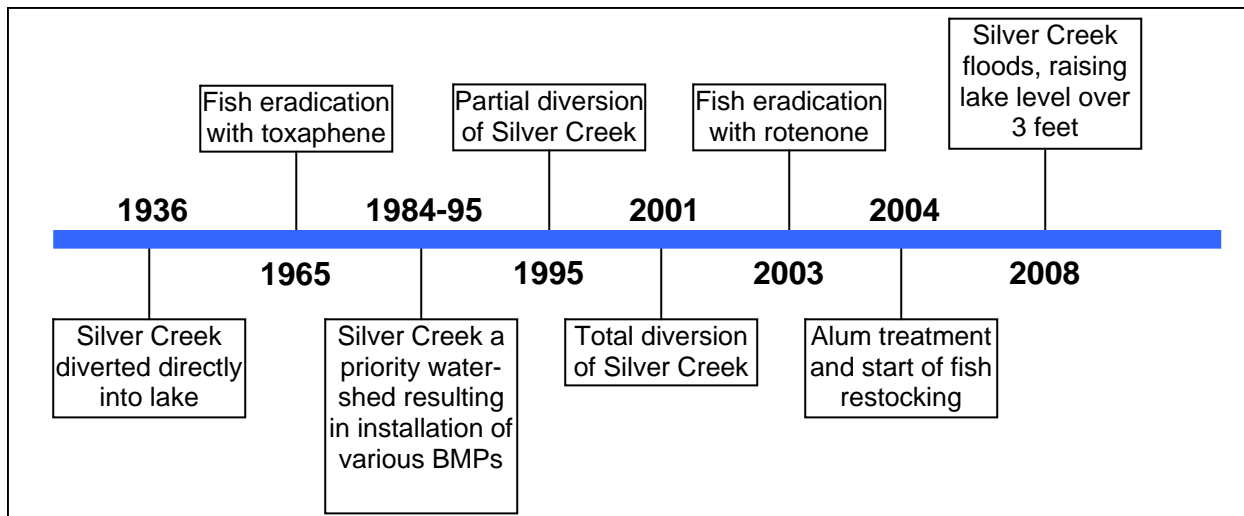 Silver Creek
floods, raising
lake level over
3 feet
Fish eradication
with toxaphene
Partial diversion
of Silver Creek
Fish eradication
with rotenone
1936
1984-95
2001
2004
1965
1995
2003
2008
Silver Creek
diverted directly
into lake
Silver Creek a
priority water-
shed resulting
in installation of
various BMPs
Total diversion
of Silver Creek
Alum treatment
and start of fish
restocking